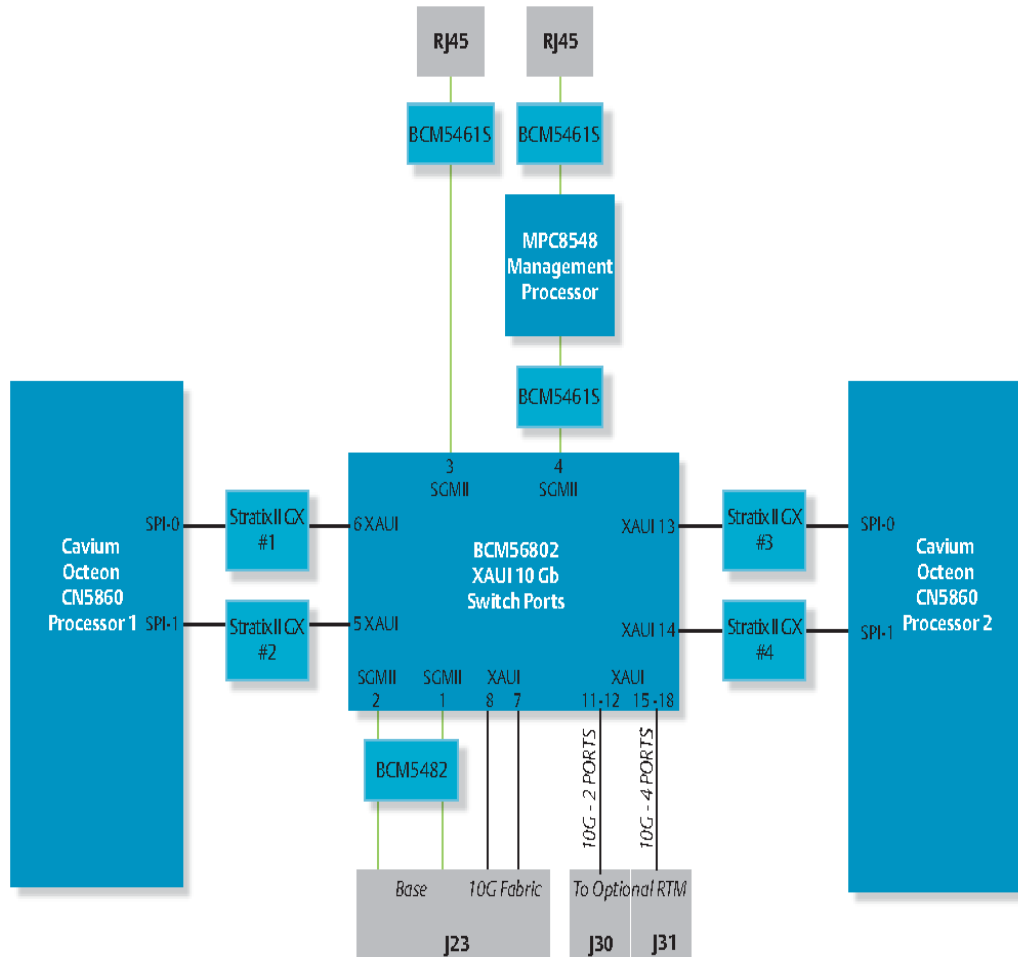 RJ45
RJ45
BCM5461S
BCM5461S
MPC8548
Management
Processor
BCM5461S
3
SGMII
4
SGMII
Cavium
Octeon
CN5860
Processor 1
SPI-0
SPI-1
Stratix II GX
#1
Stratix II GX
#2
6 XAUI
5 XAUI
BCM56802
XAUI 10 Gb
Switch Ports
XAUI 13
XAUI 14
Stratix II GX
#3
Stratix II GX
#4
SPI-0
SPI-1
Cavium
Octeon
CN5860
Processor 2
SGMII
2
SGMII
1
XAUI
8 7
XAUI
11-12 15-18
BCM5482
10G - 2 PORTS
10G - 4 PORTS
Base
10G Fabric
To Optional RTM
J23
J30
J31